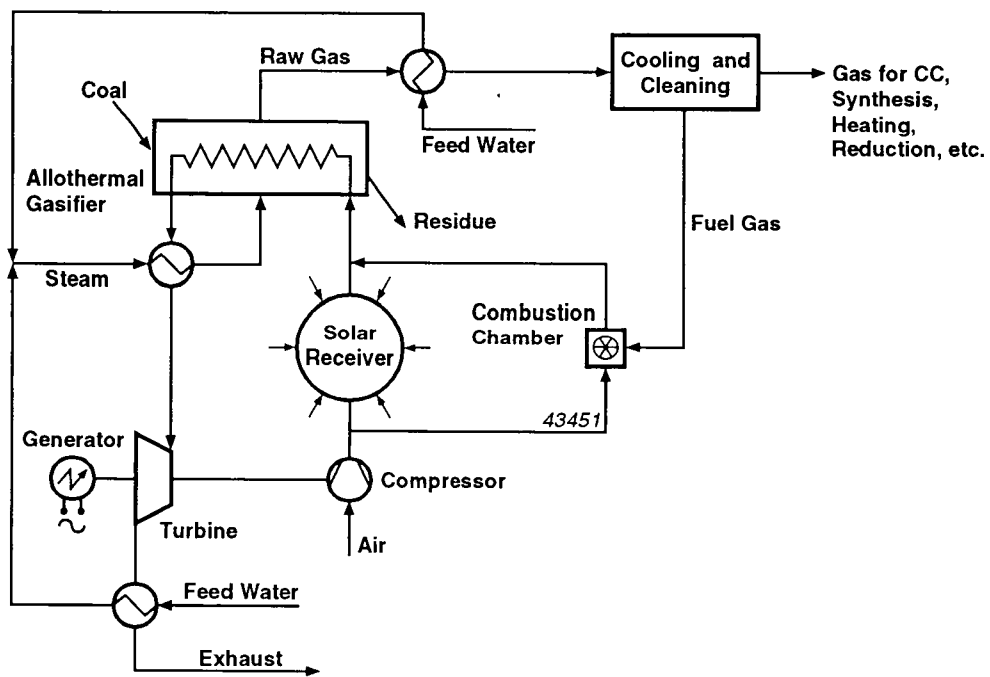 Raw Gas
Cooling and
Cleaning
Gas for CC,
Synthesis,
Heating,
Reduction, etc.
Coal
Feed Water
Allothermal
Gasifier
Residue
Fuel Gas
Steam
Combustion
Chamber
Solar
Receiver
43451
Generator
Compressor
Turbine
Air
Feed Water
Exhaust